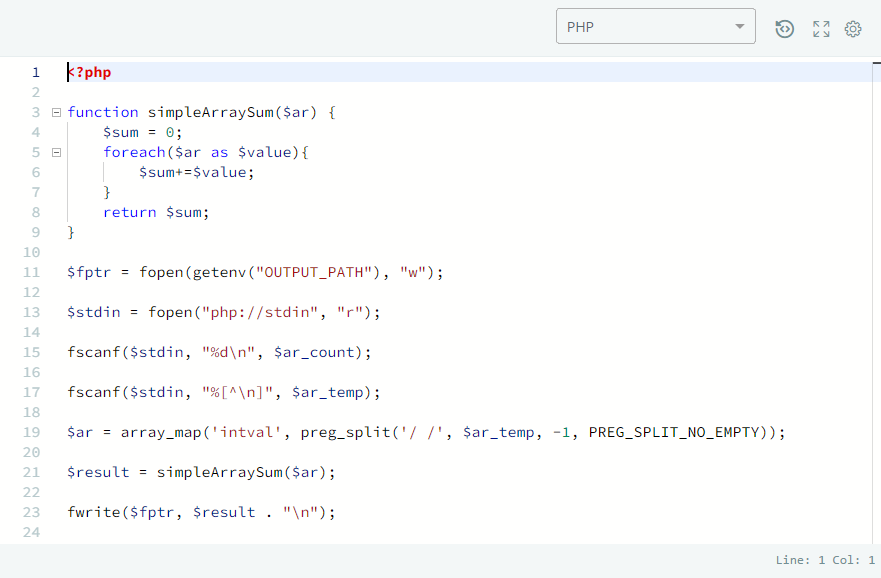 PHP
1 <?php
2
3 function simpleArraySum($ar) {
4     $sum = 0;
5     foreach($ar as $value){
6         $sum+=$value;
7     }
8     return $sum;
9 }
10
11 $fptr = fopen(getenv("OUTPUT_PATH"), "w");
12
13 $stdin = fopen("php://stdin", "r");
14
15 fscanf($stdin, "%d\n", $ar_count);
16
17 fscanf($stdin, "%[^\n]", $ar_temp);
18
19 $ar = array_map('intval', preg_split('/ /', $ar_temp, -1, PREG_SPLIT_NO_EMPTY));
20
21 $result = simpleArraySum($ar);
22
23 fwrite($fptr, $result . "\n");
24
Line: 1 Col: 1